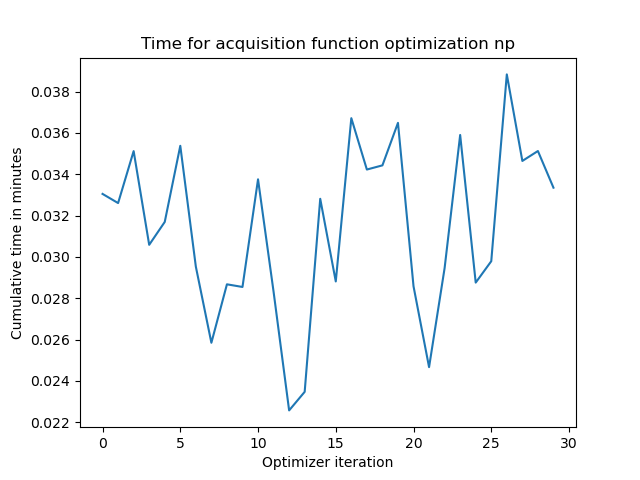 Time for acquisition function optimization np
Cumulative time in minutes
0.038
0.036
0.034
0.032
0.030
0.028
0.026
0.024
0.022
0 5 10 15 20 25 30
Optimizer iteration